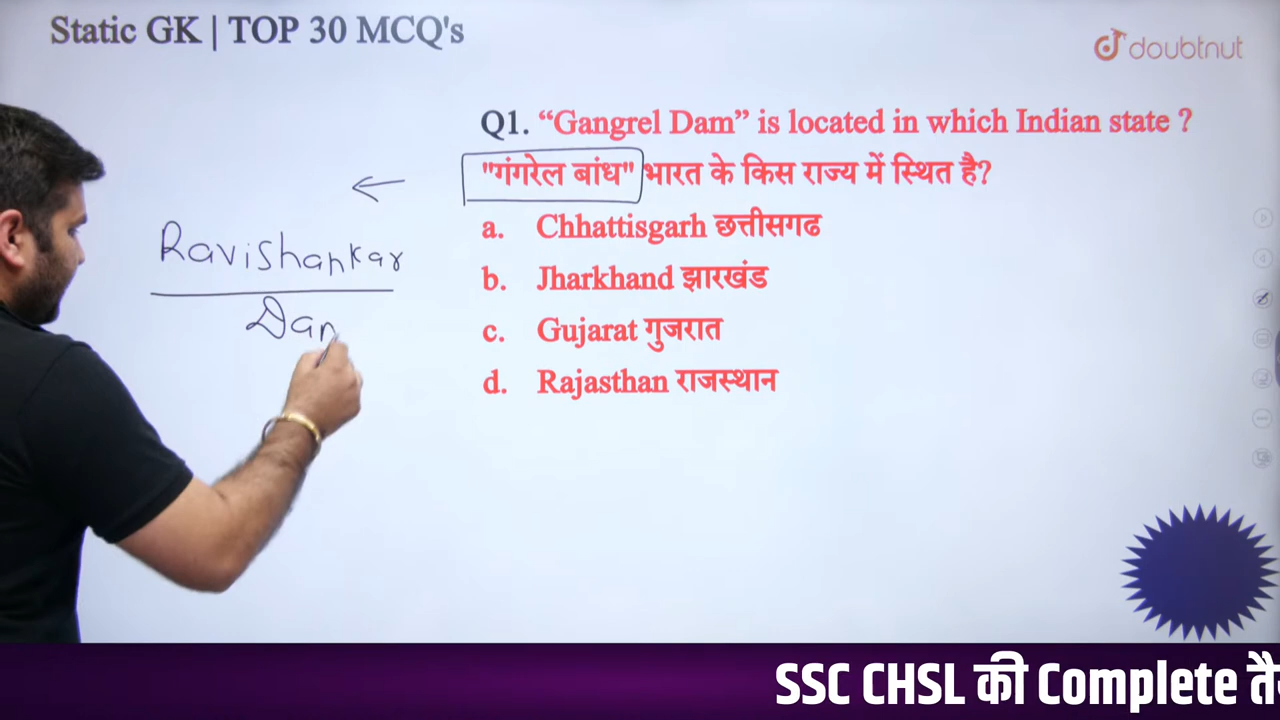 Static GK | TOP 30 MCQ's
doubtnut
Q1. “Gangrel Dam” is located in which Indian state ?
"गंगरेल बांध" भारत के किस राज्य में स्थित है?
a. Chhattisgarh छत्तीसगढ
b. Jharkhand झारखंड
c. Gujarat गुजरात
d. Rajasthan राजस्थान
Ravishankar
Dan
SSC CHSL की Complete